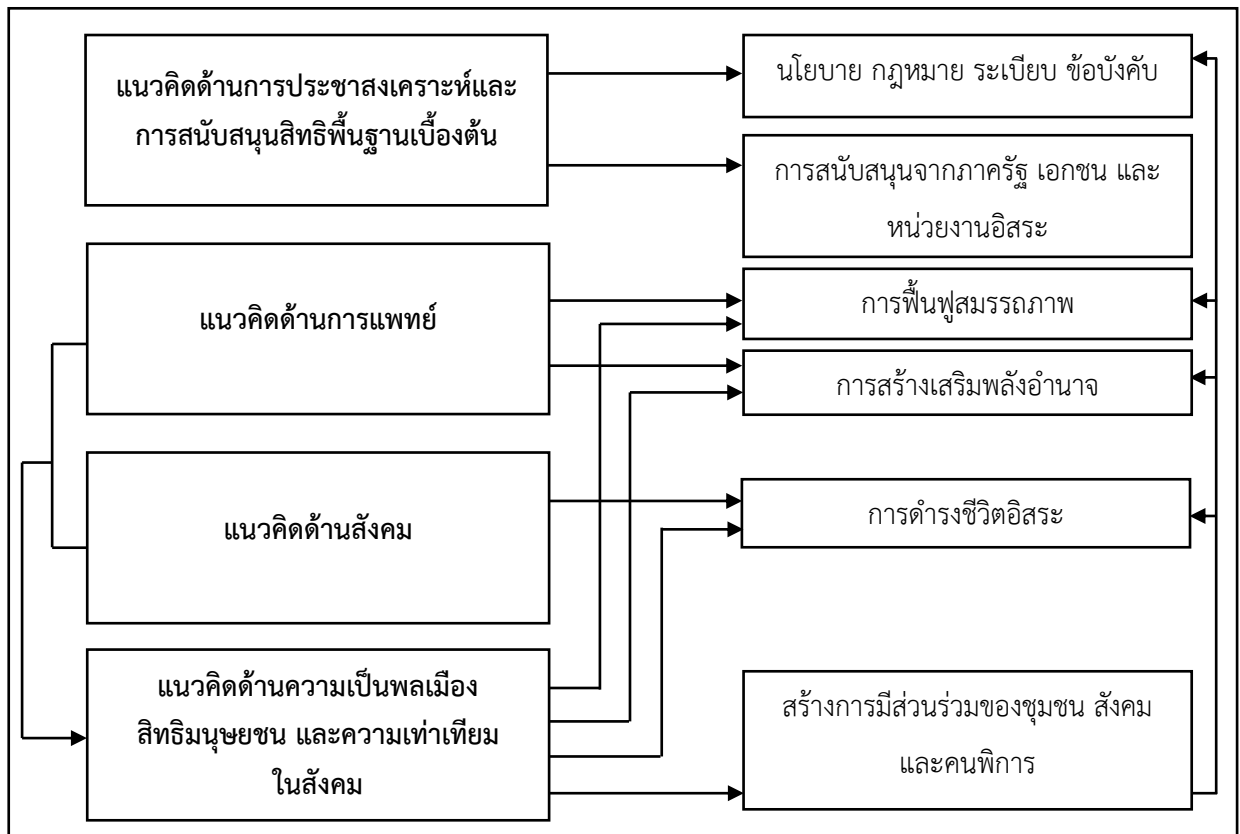 แนวคิดด้านการประชาสงเคราะห์และ
การสนับสนุนสิทธิพื้นฐานเบื้องต้น
นโยบาย กฎหมาย ระเบียบ ข้อบังคับ
การสนับสนุนจากภาครัฐ เอกชน และ
หน่วยงานอิสระ
แนวคิดด้านการแพทย์
การฟื้นฟูสมรรถภาพ
การสร้างเสริมพลังอำนาจ
แนวคิดด้านสังคม
การดำรงชีวิตอิสระ
แนวคิดด้านความเป็นพลเมือง
สิทธิมนุษยชน และความเท่าเทียม
ในสังคม
สร้างการมีส่วนร่วมของชุมชน สังคม
และคนพิการ